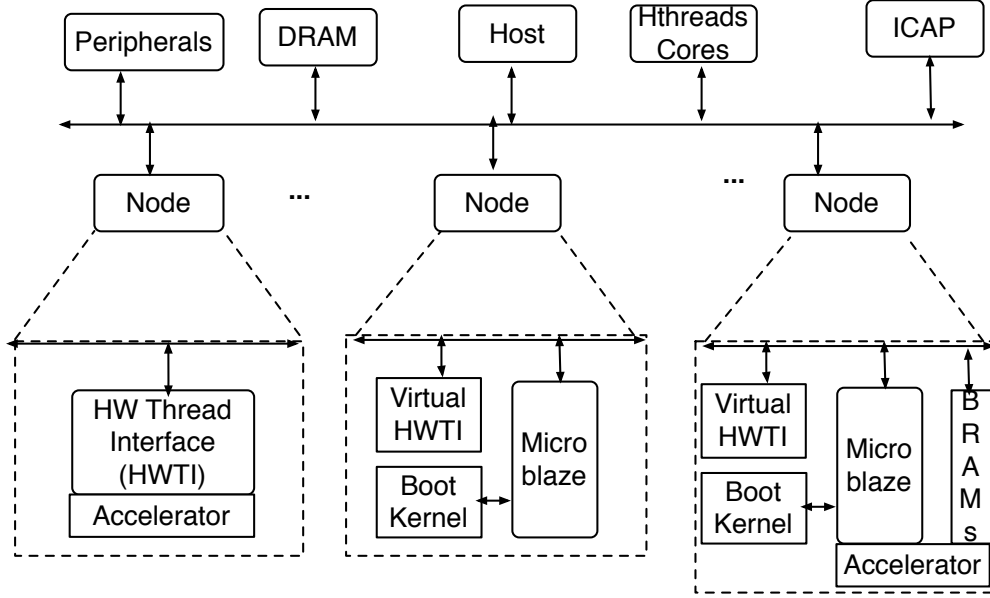 Peripherals
DRAM
Host
Hthreads
Cores
ICAP
Node
...
Node
...
Node
HW Thread
Interface
(HWTI)
Accelerator
Virtual
HWTI
Boot
Kernel
Micro
blaze
Virtual
HWTI
Boot
Kernel
Micro
blaze
B
R
A
M
s
Accelerator